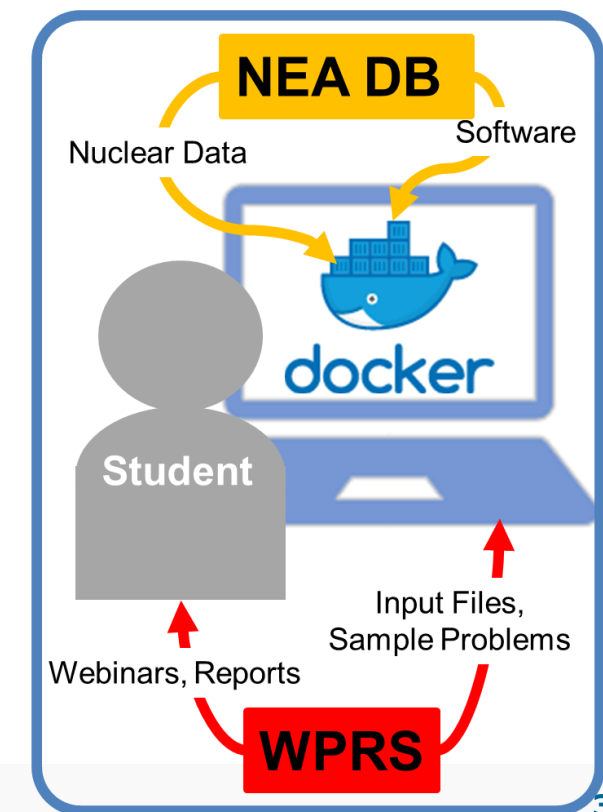 NEA DB
Nuclear Data
Software
docker
Student
Input Files,
Sample Problems
Webinars, Reports
WPRS